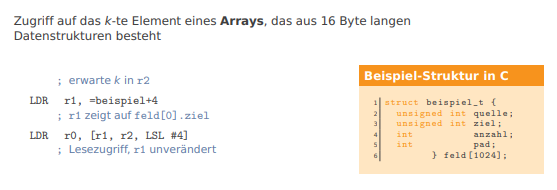 Zugriff auf das k-te Element eines Arrays, das aus 16 Byte langen
Datenstrukturen besteht
; erwarte k in r2
LDR r1, =beispiel+4
; r1 zeigt auf feld[0].ziel
LDR r0, [r1, r2, LSL #4]
; Lesezugriff, r1 unverändert
Beispiel-Struktur in C
1 struct beispiel_t {
2 unsigned int quelle;
3 unsigned int ziel;
4 int anzahl;
5 int pad;
6 } feld[1024];